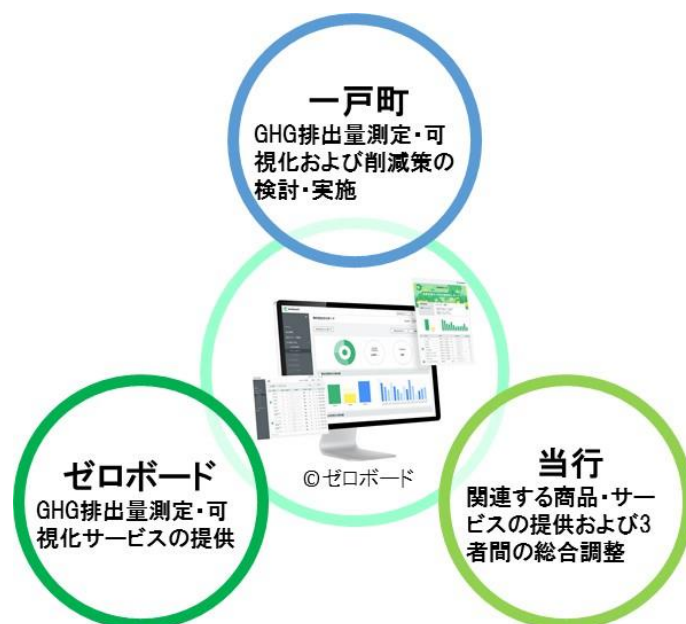 一戸町
GHG排出量測定・可
視化および削減策の
検討・実施
©ゼロボード
ゼロボード
GHG排出量測定・可
視化サービスの提供
当行
関連する商品・サー
ビスの提供および3
者間の総合調整